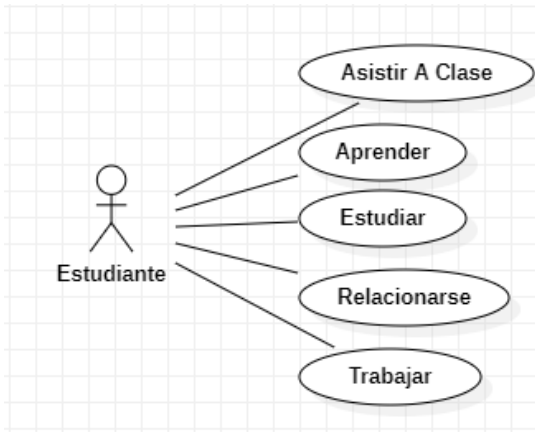 Asistir A Clase
Aprender
Estudiar
Estudiante
Relacionarse
Trabajar